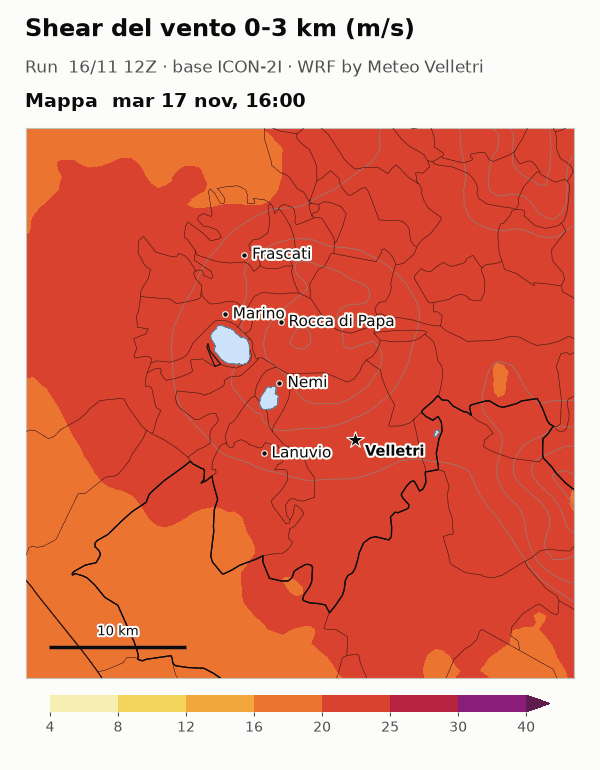 Shear del vento 0-3 km (m/s)
Run  16/11 12Z · base ICON-2I · WRF by Meteo Velletri
Mappa  mar 17 nov, 16:00
Frascati
Marino
Rocca di Papa
Nemi
Velletri
Lanuvio
10 km
4 8 12 16 20 25 30 40